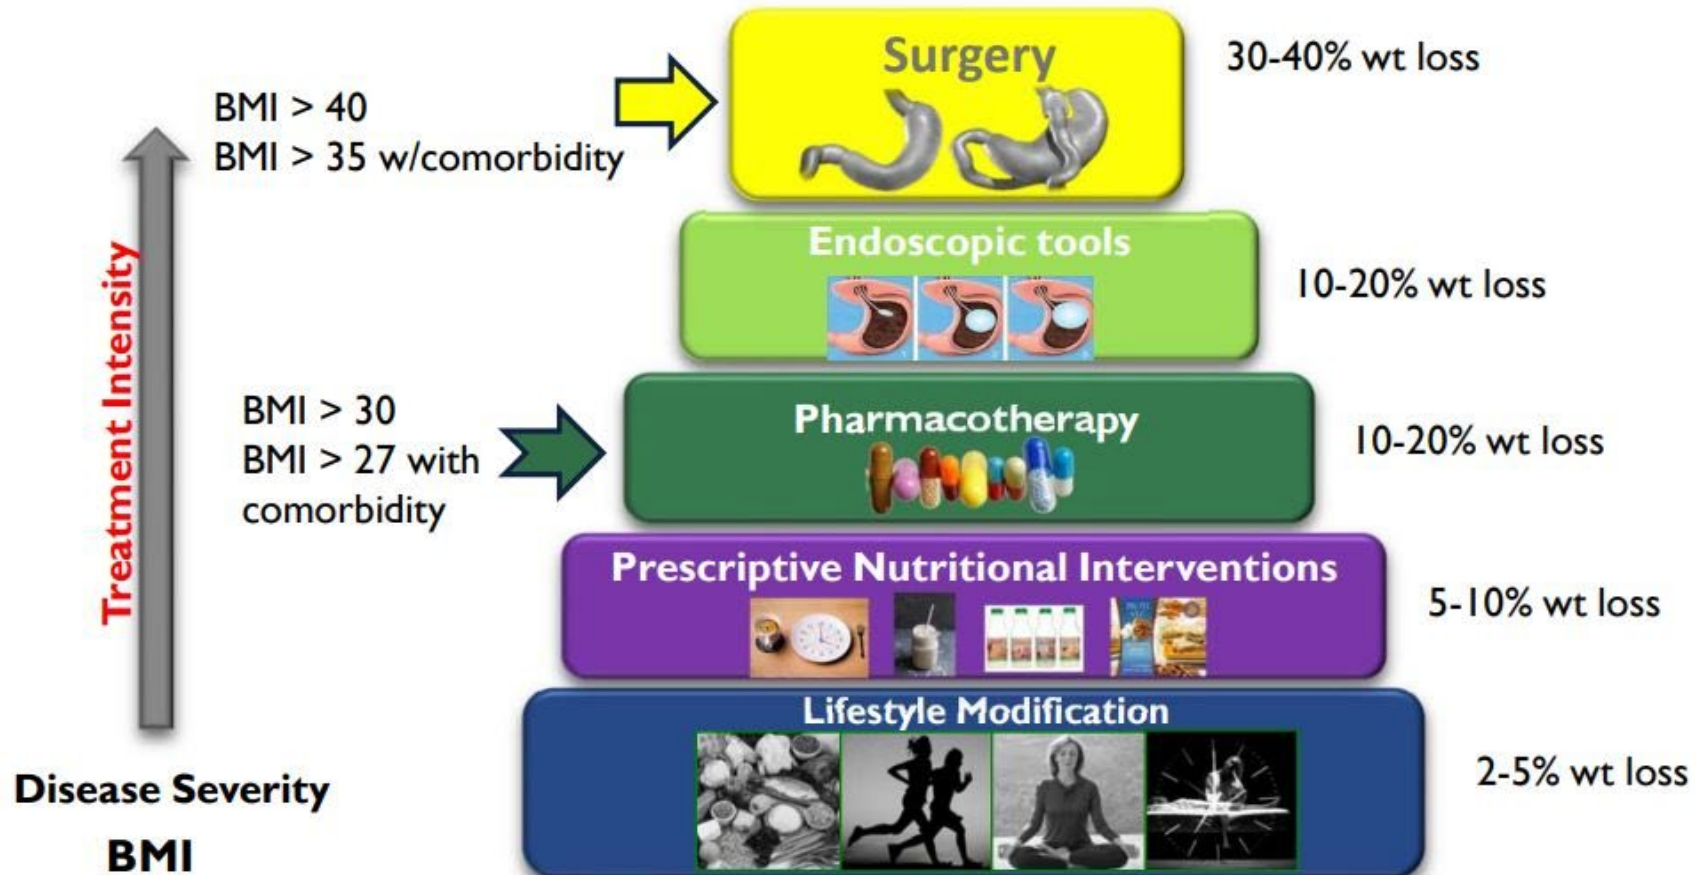 Surgery
30-40% wt loss
BMI > 40
BMI > 35 w/comorbidity
Endoscopic tools
10-20% wt loss
Treatment Intensity
BMI > 30
BMI > 27 with
comorbidity
Pharmacotherapy
10-20% wt loss
Prescriptive Nutritional Interventions
5-10% wt loss
Lifestyle Modification
2-5% wt loss
Disease Severity
BMI